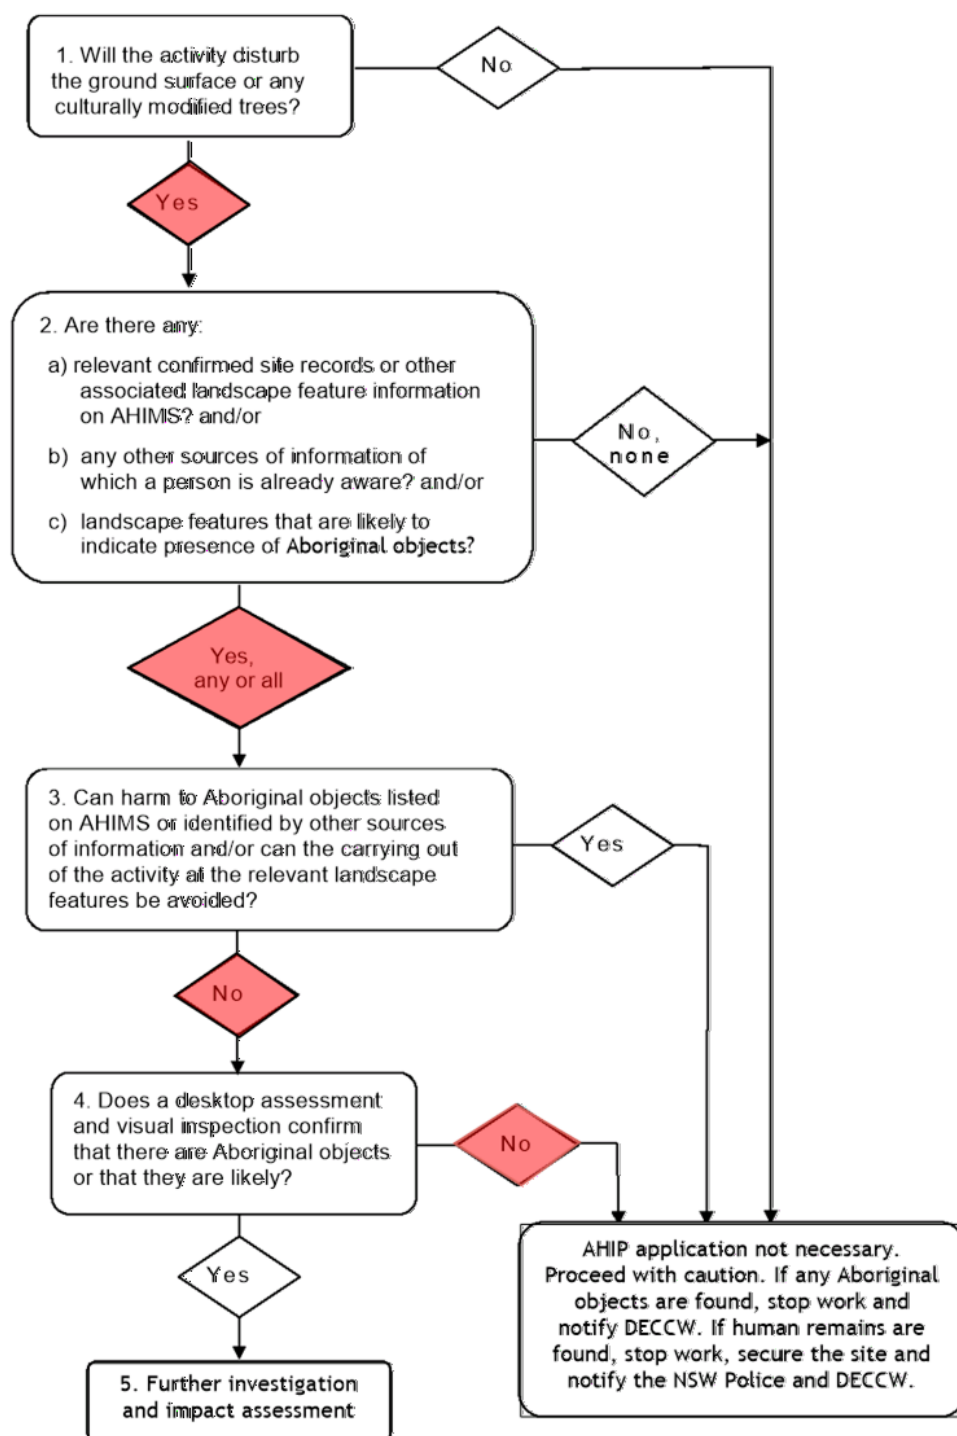 1. Will the activity disturb
the ground surface or any
culturally modified trees?
No
Yes
2. Are there any:
a) relevant confirmed site records or other
associated landscape feature information
on AHIMS? and/or
b) any other sources of information of
which a person is already aware? and/or
c) landscape features that are likely to
indicate presence of Aboriginal objects?
No,
none
Yes,
any or all
3. Can harm to Aboriginal objects listed
on AHIMS or identified by other sources
of information and/or can the carrying out
of the activity at the relevant landscape
features be avoided?
Yes
No
4. Does a desktop assessment
and visual inspection confirm
that there are Aboriginal objects
or that they are likely?
No
Yes
AHIP application not necessary.
Proceed with caution. If any Aboriginal
objects are found, stop work and
notify DECCW. If human remains are
found, stop work, secure the site and
notify the NSW Police and DECCW.
5. Further investigation
and impact assessment